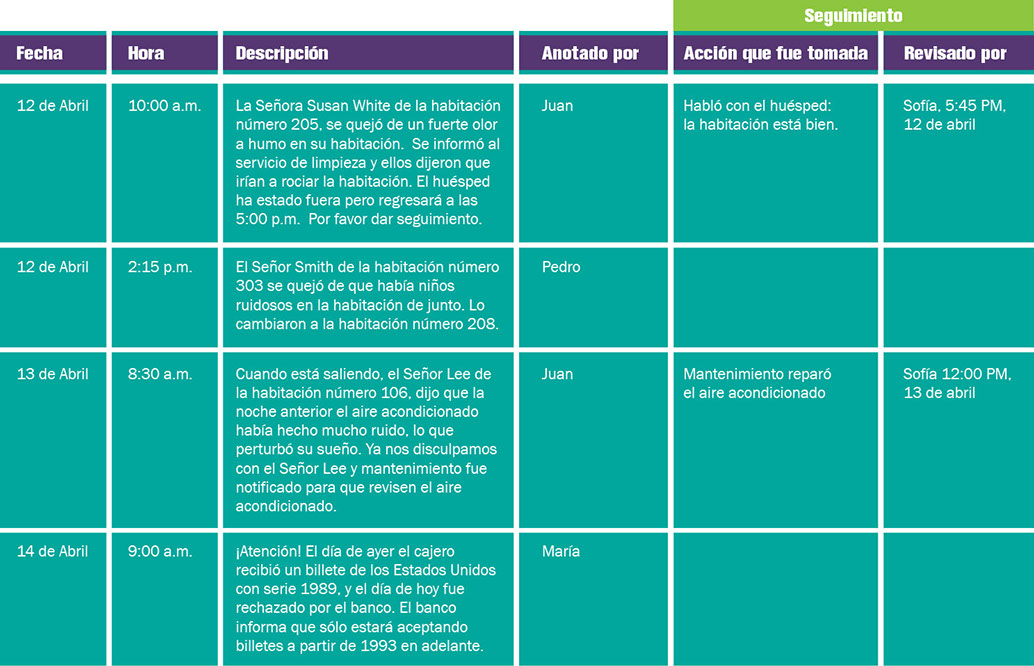 Seguimiento
Fecha
Hora
Descripción
Anotado por
Acción que fue tomada
Revisado por
12 de Abril
10:00 a.m.
La Señora Susan White de la habitación
número 205, se quejó de un fuerte olor
a humo en su habitación.  Se informó al
servicio de limpieza y ellos dijeron que
irían a rociar la habitación. El huésped
ha estado fuera pero regresará a las
5:00 p.m.  Por favor dar seguimiento.
Juan
Habló con el huésped:
la habitación está bien.
Sofía, 5:45 PM,
12 de abril
12 de Abril
2:15 p.m.
El Señor Smith de la habitación número
303 se quejó de que había niños
ruidosos en la habitación de junto. Lo
cambiaron a la habitación número 208.
Pedro
13 de Abril
8:30 a.m.
Cuando está saliendo, el Señor Lee de
la habitación número 106, dijo que la
noche anterior el aire acondicionado
había hecho mucho ruido, lo que
perturbó su sueño. Ya nos disculpamos
con el Señor Lee y mantenimiento fue
notificado para que revisen el aire
acondicionado.
Juan
Mantenimiento reparó
el aire acondicionado
Sofía 12:00 PM,
13 de abril
14 de Abril
9:00 a.m.
¡Atención! El día de ayer el cajero
recibió un billete de los Estados Unidos
con serie 1989, y el día de hoy fue
rechazado por el banco. El banco
informa que sólo estará aceptando
billetes a partir de 1993 en adelante.
María